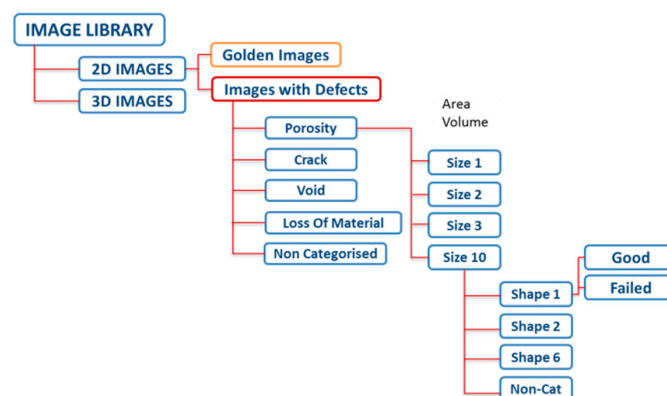 IMAGE LIBRARY
2D IMAGES
Golden Images
Images with Defects
3D IMAGES
Area
Volume
Porosity
Crack
Void
Loss Of Material
Non Categorised
Size 1
Size 2
Size 3
Size 10
Good
Failed
Shape 1
Shape 2
Shape 6
Non-Cat